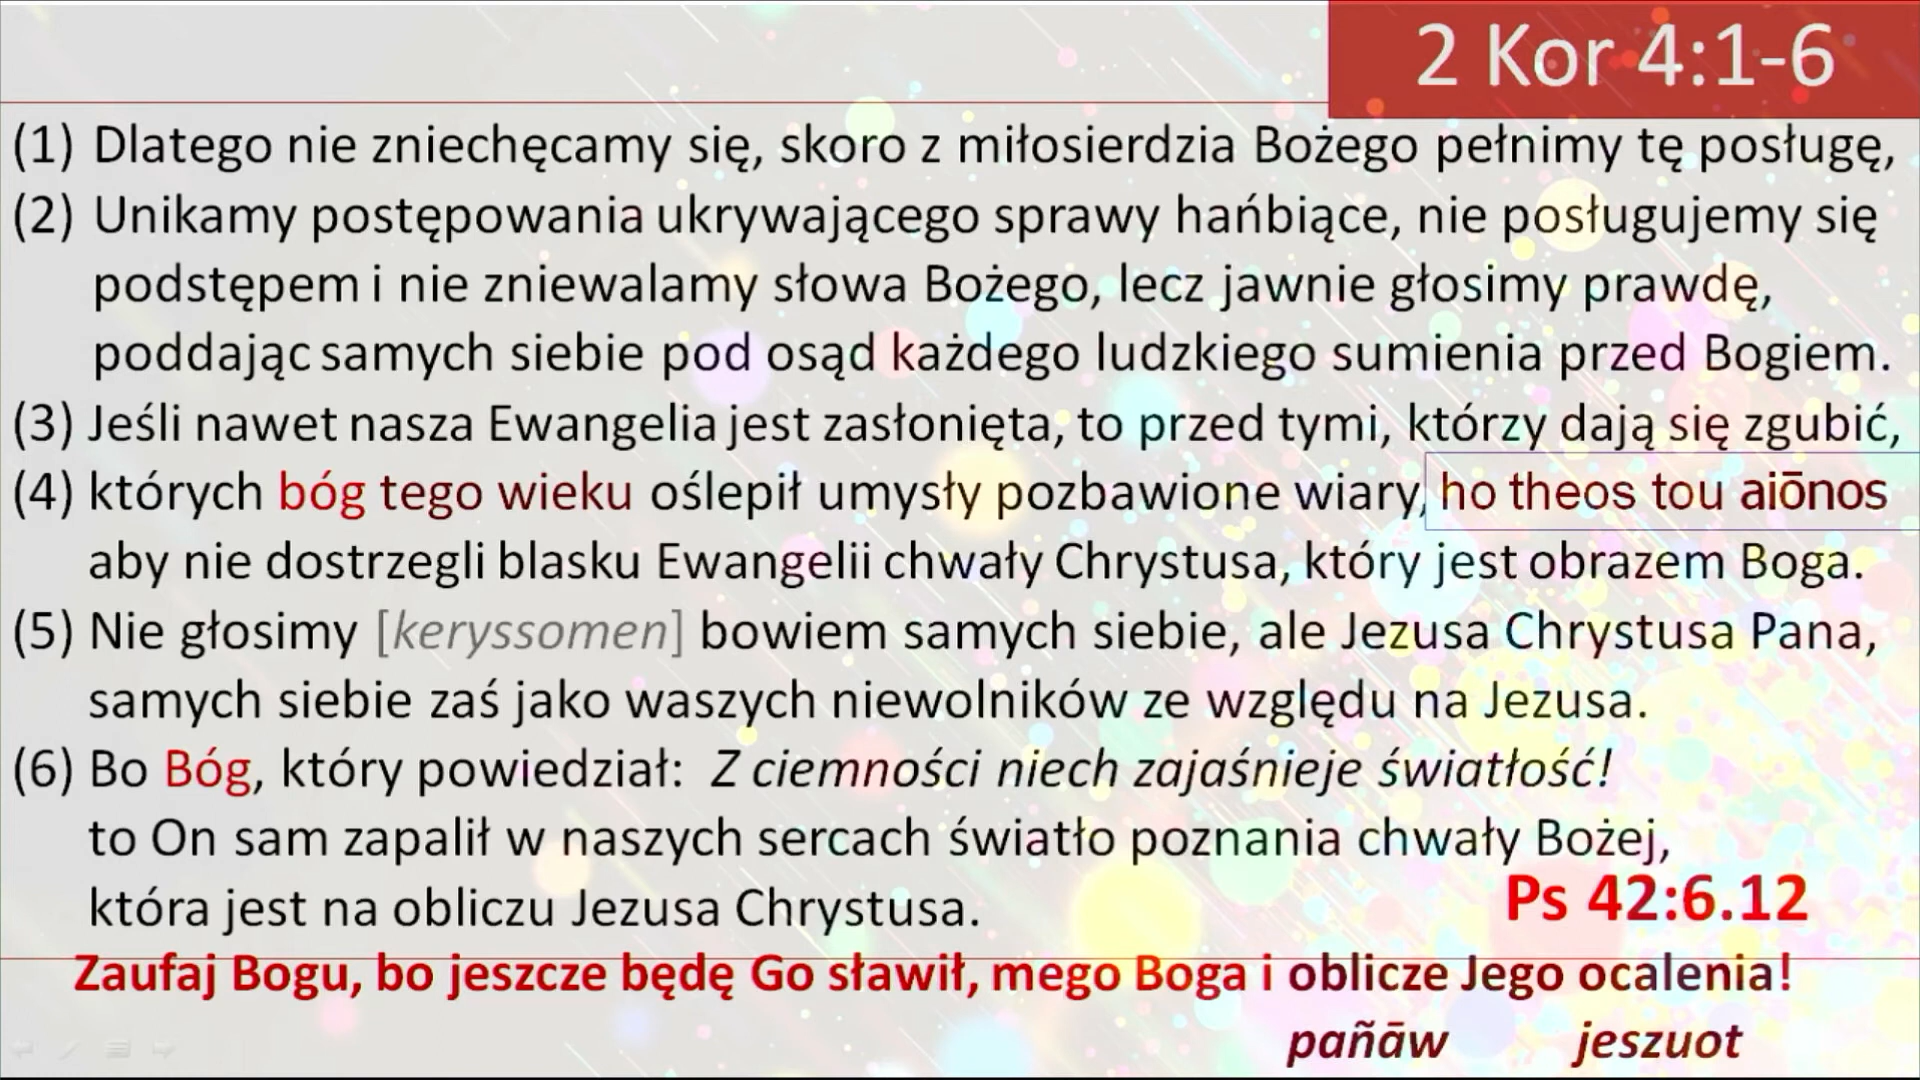 2 Kor 4:1-6
(1) Dlatego nie zniechęcamy się, skoro z miłosierdzia Bożego pełnimy tę posługę,
(2) Unikamy postępowania ukrywającego sprawy hańbiące, nie posługujemy się
podstępem i nie zniewalamy słowa Bożego, lecz jawnie głosimy prawdę,
poddając samych siebie pod osąd każdego ludzkiego sumienia przed Bogiem.
(3) Jeśli nawet nasza Ewangelia jest zasłonięta, to przed tymi, którzy dają się zgubić,
(4) których bóg tego wieku oślepił umysły pozbawione wiary, ho theos tou aiōnos
aby nie dostrzegli blasku Ewangelii chwały Chrystusa, który jest obrazem Boga.
(5) Nie głosimy [keryssomen] bowiem samych siebie, ale Jezusa Chrystusa Pana,
samych siebie zaś jako waszych niewolników ze względu na Jezusa.
(6) Bo Bóg, który powiedział: Z ciemności niech zajaśnieje światłość!
to On sam zapalił w naszych sercach światło poznania chwały Bożej,
która jest na obliczu Jezusa Chrystusa.
Ps 42:6.12
Zaufaj Bogu, bo jeszcze będę Go sławił, mego Boga i oblicze Jego ocalenia!
pañāw jeszuot